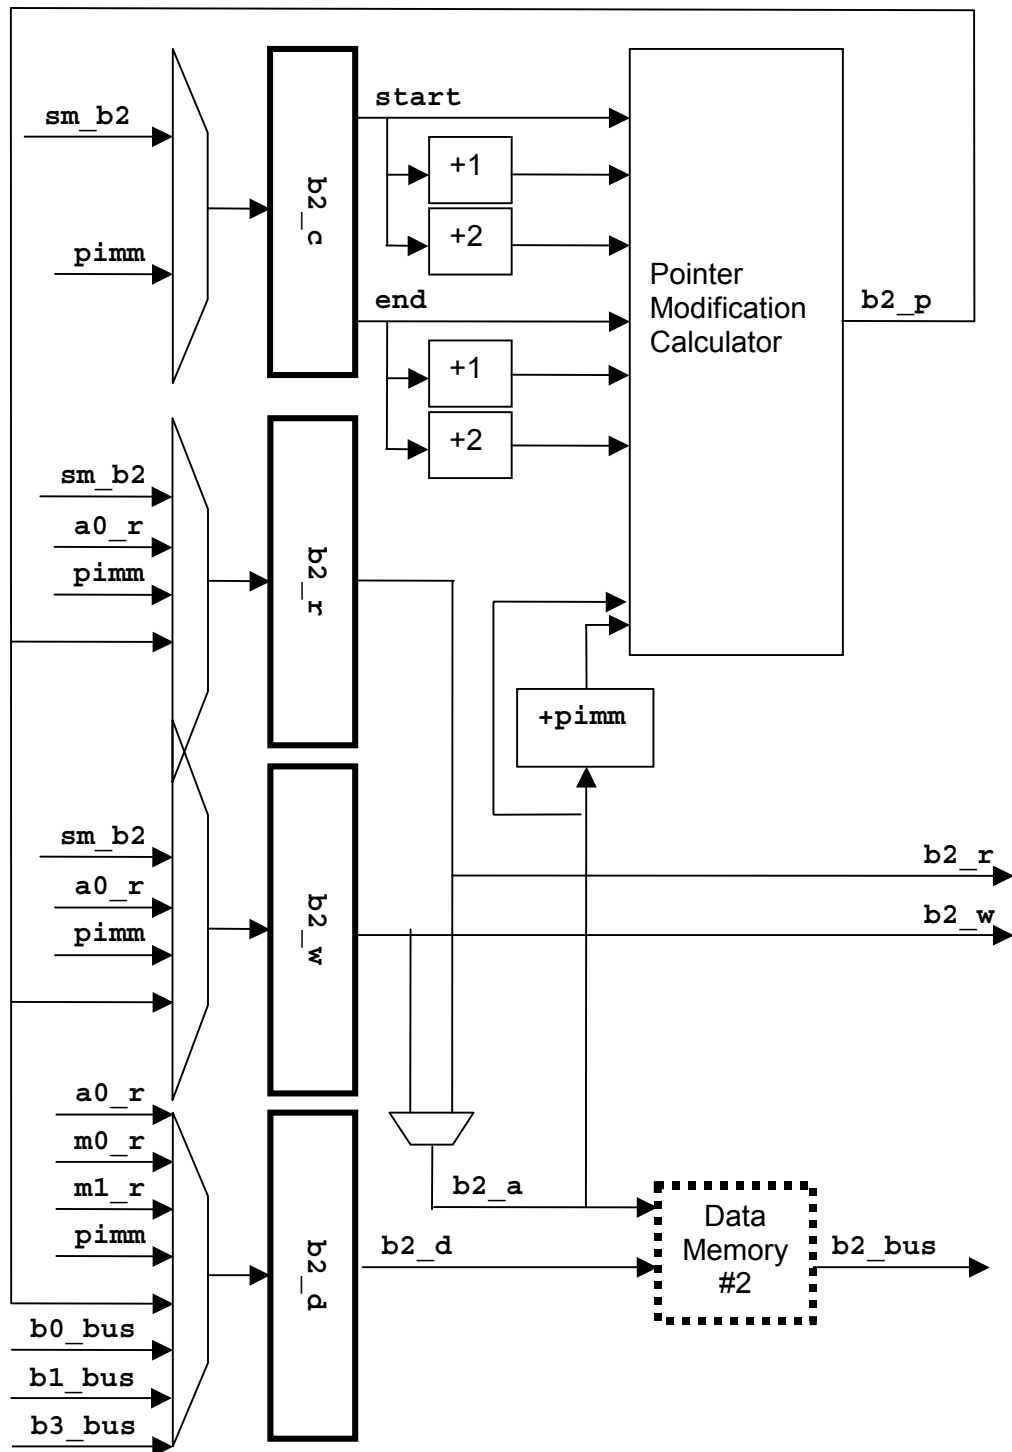 sm_b2
pimm
b2_c
start
+1
+2
end
+1
+2
Pointer
Modification
Calculator
b2_p
sm_b2
a0_r
pimm
b2_r
+pimm
sm_b2
a0_r
pimm
b2_w
b2_r
b2_w
a0_r
m0_r
m1_r
pimm
b0_bus
b1_bus
b3_bus
b2_d
b2_a
b2_d
Data
Memory
#2
b2_bus